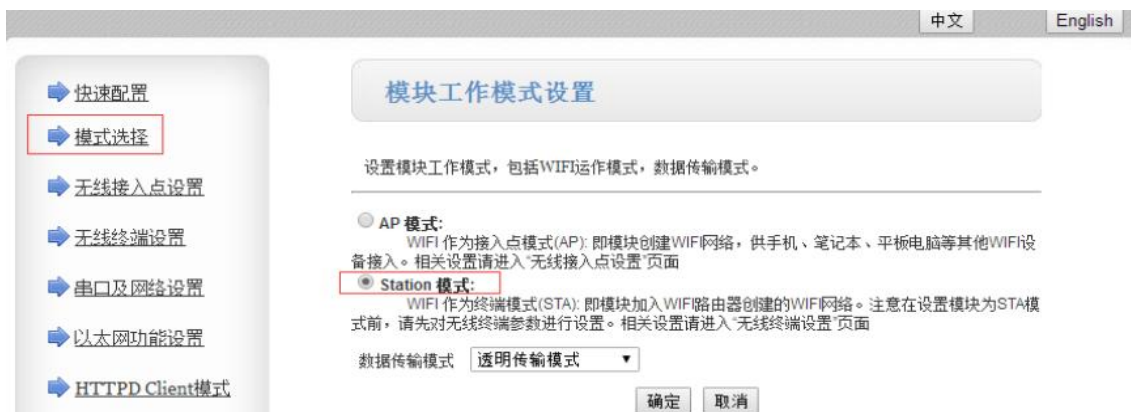 中文
English
快速配置
模式选择
无线接入点设置
无线终端设置
串口及网络设置
以太网功能设置
HTTPD Client模式
模块工作模式设置
设置模块工作模式，包括WIFI运作模式，数据传输模式。
AP 模式:
WIFI 作为接入点模式(AP): 即模块创建WIFI网络，供手机、笔记本、平板电脑等其他WIFI设
备接入。相关设置请进入“无线接入点设置”页面
Station 模式:
WIFI 作为终端模式(STA): 即模块加入WIFI路由器创建的WIFI网络。注意在设置模块为STA模
式前，请先对无线终端参数进行设置。相关设置请进入“无线终端设置”页面
数据传输模式 透明传输模式
确定 取消